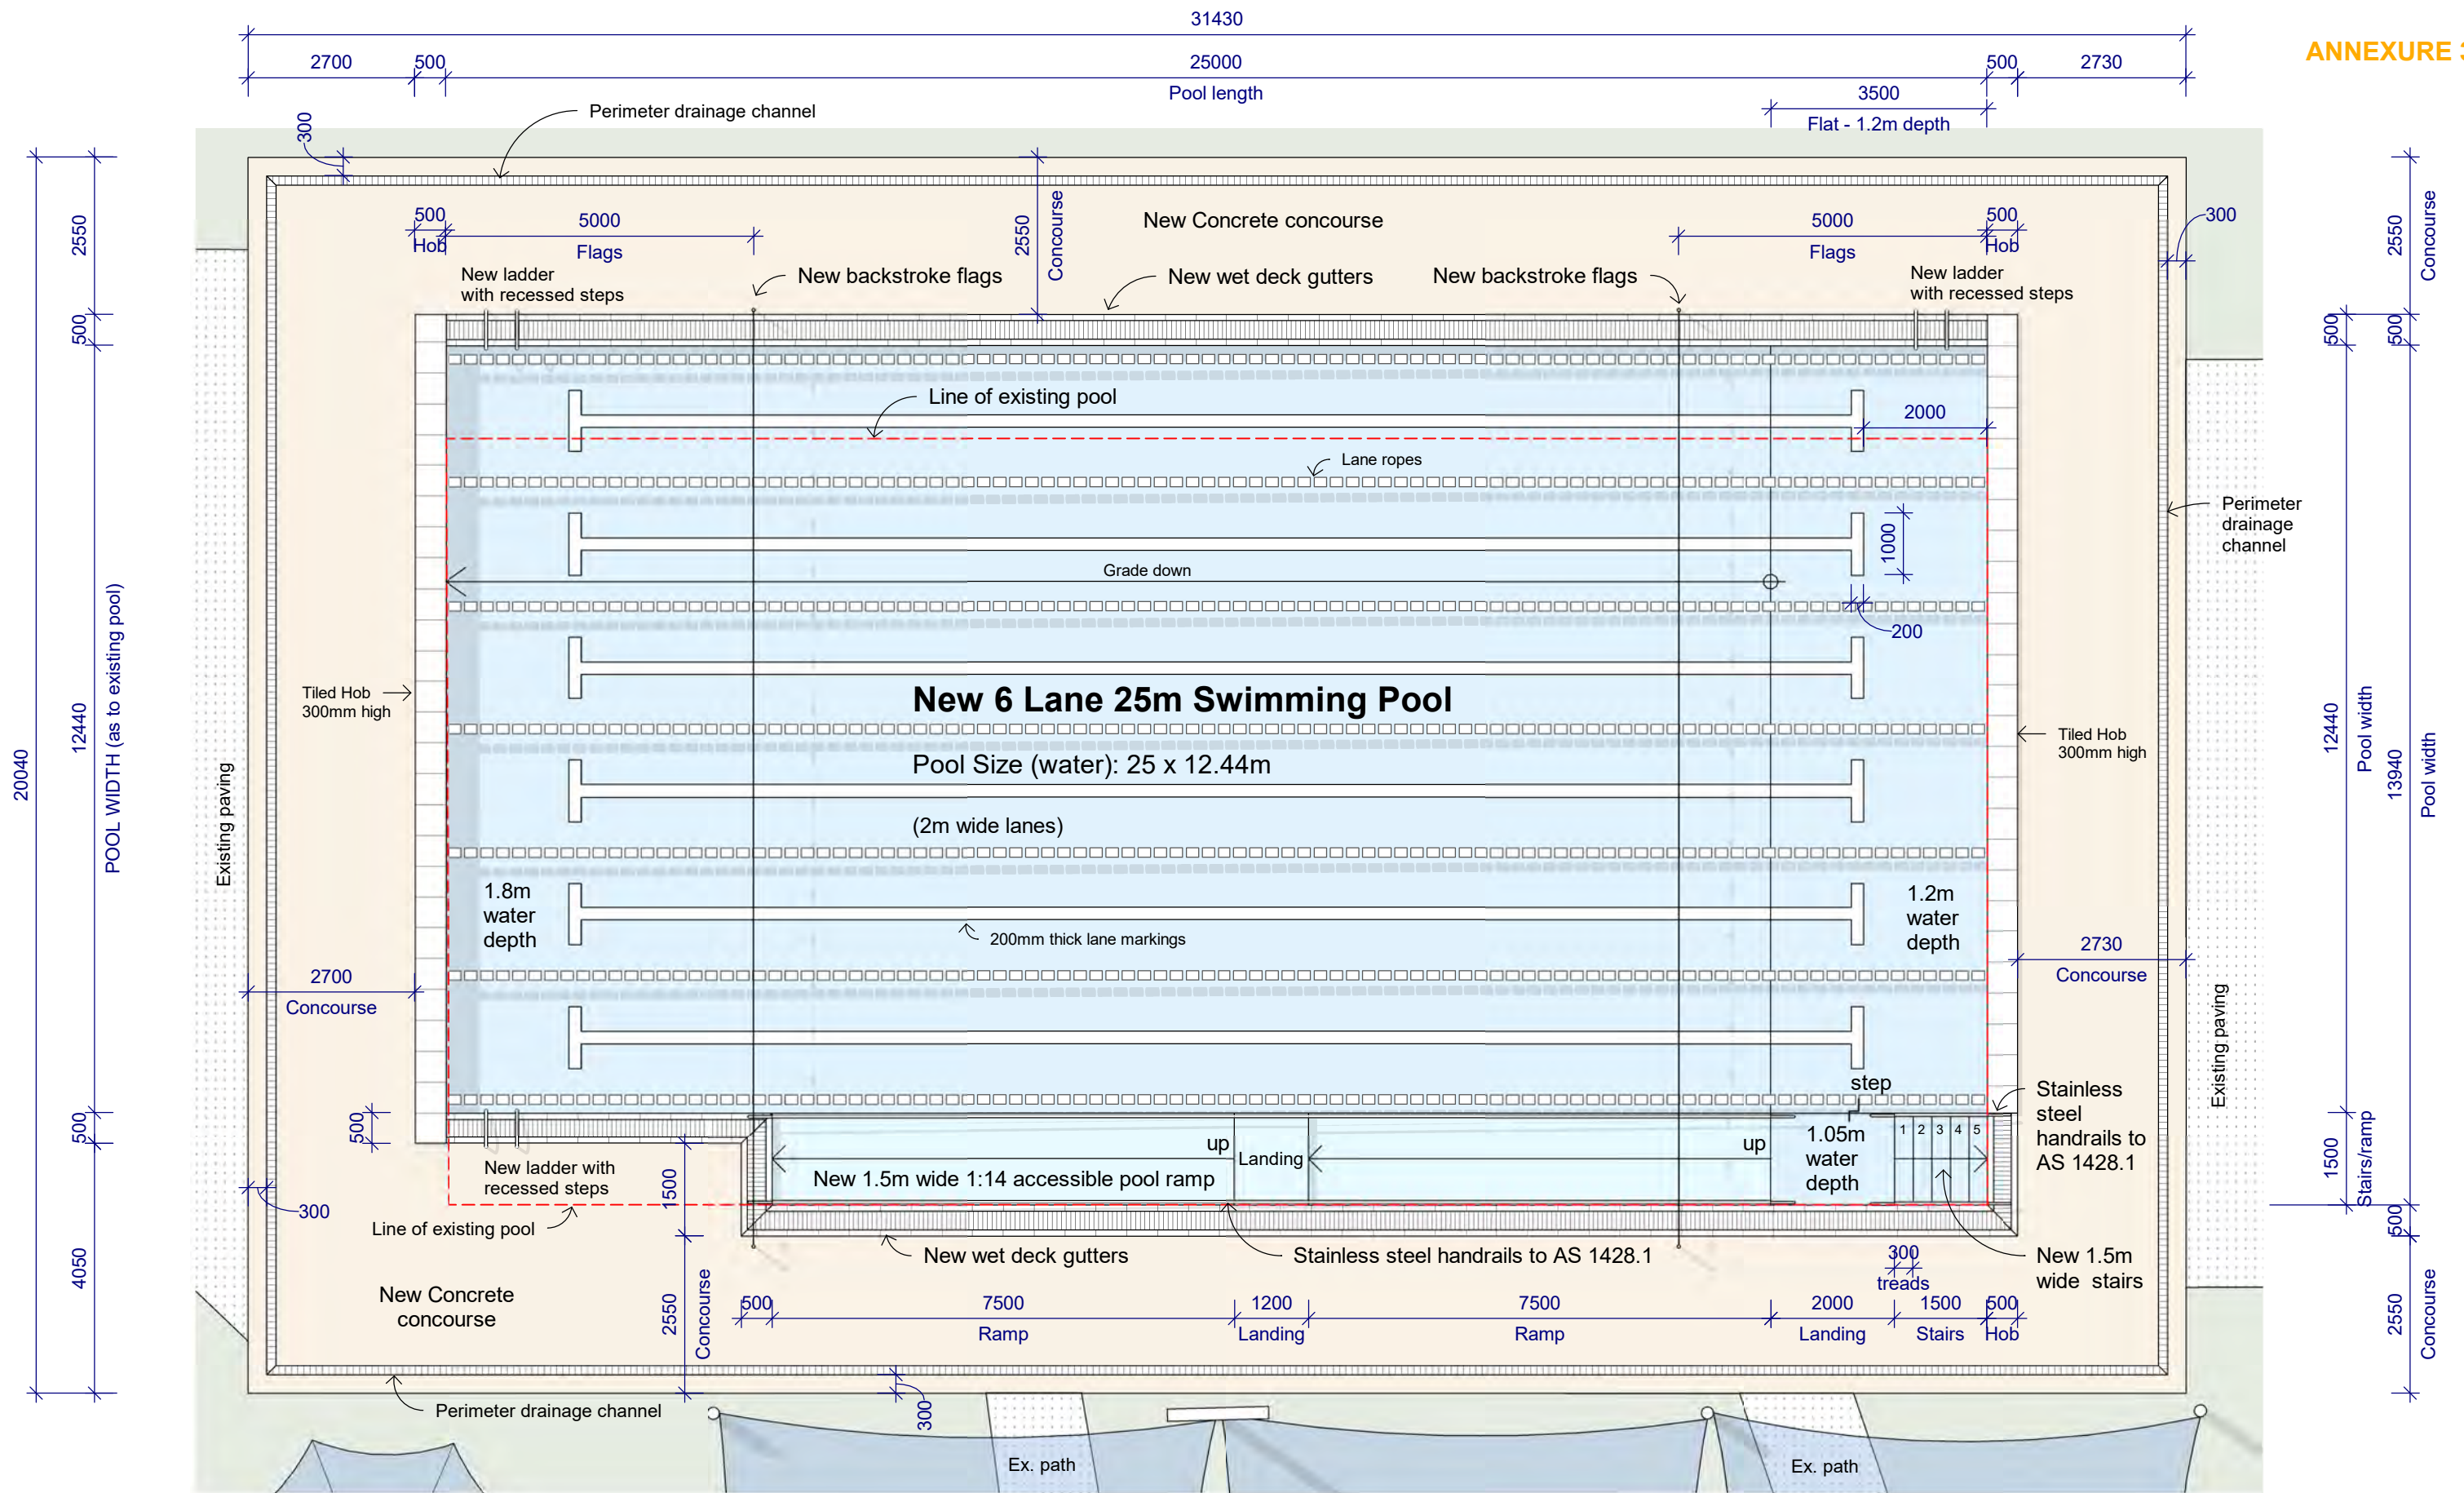 31430
ANNEXURE 3
2700
500
25000
500
2730
Pool length
3500
Flat - 1.2m depth
Perimeter drainage channel
300
2550
500
12440
POOL WIDTH (as to existing pool)
20040
500
4050
500
Hob
5000
Flags
2550
Concourse
New Concrete concourse
5000
Flags
500
Hob
300
2550
Concourse
New ladder
with recessed steps
New backstroke flags
New wet deck gutters
New backstroke flags
New ladder
with recessed steps
500
500
Line of existing pool
2000
Lane ropes
Perimeter
drainage
channel
1000
Grade down
200
Tiled Hob
300mm high
New 6 Lane 25m Swimming Pool
Pool Size (water): 25 x 12.44m
(2m wide lanes)
Tiled Hob
300mm high
12440
Pool width
13940
Pool width
Existing paving
1.8m
water
depth
1.2m
water
depth
200mm thick lane markings
2700
Concourse
2730
Concourse
Existing paving
step
Stainless
steel
handrails to
AS 1428.1
500
up
Landing
up
1.05m
water
depth
1 2 3 4 5
New 1.5m wide 1:14 accessible pool ramp
New ladder with
recessed steps
1500
1500
Stairs/ramp
300
Line of existing pool
500
New wet deck gutters
Stainless steel handrails to AS 1428.1
300
treads
New 1.5m
wide stairs
New Concrete
concourse
2550
Concourse
500
7500
Ramp
1200
Landing
7500
Ramp
2000
Landing
1500
Stairs
500
Hob
2550
Concourse
Perimeter drainage channel
300
Ex. path
Ex. path